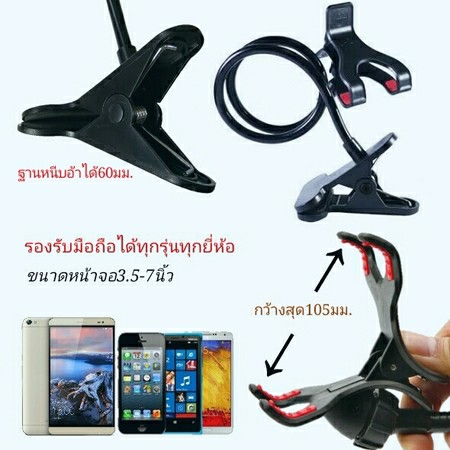 ฐานหนีบอ้าได้60มม.
รองรับมือถือได้ทุกรุ่นทุกยี่ห้อ
ขนาดหน้าจอ3.5-7นิ้ว
กว้างสุด105มม.